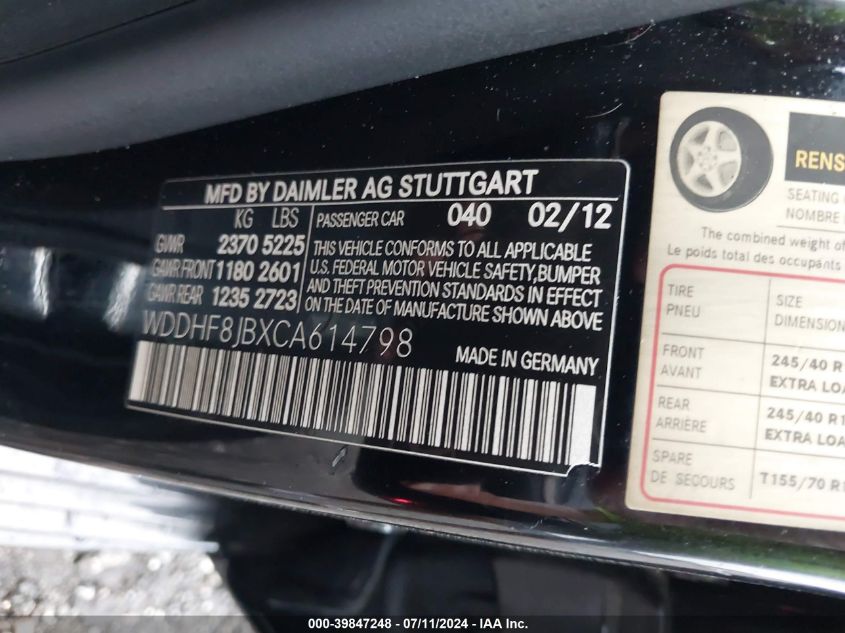 MFD BY DAIMLER AG STUTTGART
KG LBS
GVWR 2370 5225
GAWR FRONT 1180 2601
GAWR REAR 1235 2723
PASSENGER CAR 040 02/12
THIS VEHICLE CONFORMS TO ALL APPLICABLE
U.S. FEDERAL MOTOR VEHICLE SAFETY, BUMPER
AND THEFT PREVENTION STANDARDS IN EFFECT
ON THE DATE OF MANUFACTURE SHOWN ABOVE
WDDHF8JBXCA614798
MADE IN GERMANY
RENS
SEATING
NOMBRE
The combined weight of
Le poids total des occupants
TIRE SIZE
PNEU DIMENSION
FRONT 245/40 R
AVANT EXTRA LOA
REAR 245/40 R1
ARRIÈRE EXTRA LOA
SPARE T155/70 R1
DE SECOURS
000-39847248 - 07/11/2024 - © IAA Inc.